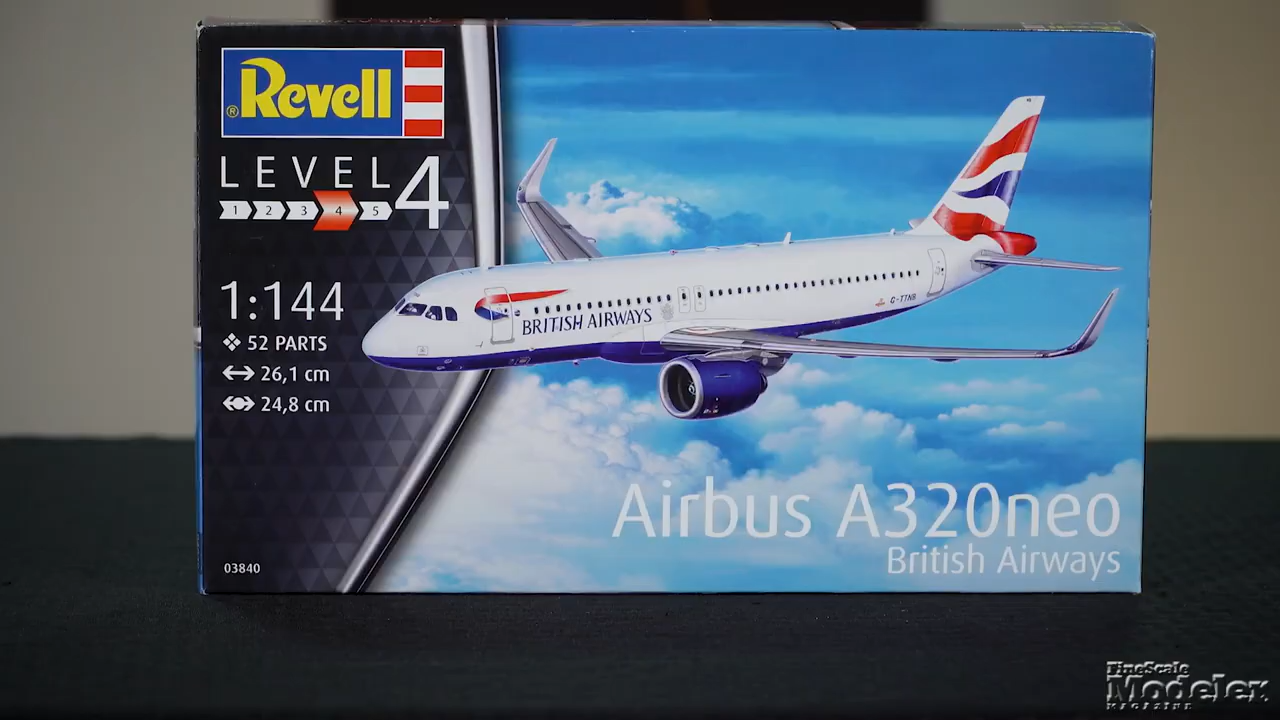 ® Revell
LEVEL 4
1 2 3 4 5
1:144
52 PARTS
26,1 cm
24,8 cm
03840
BRITISH AIRWAYS
G-TTNB
Airbus A320neo
British Airways
FineScale
Modeler
MAGAZINE